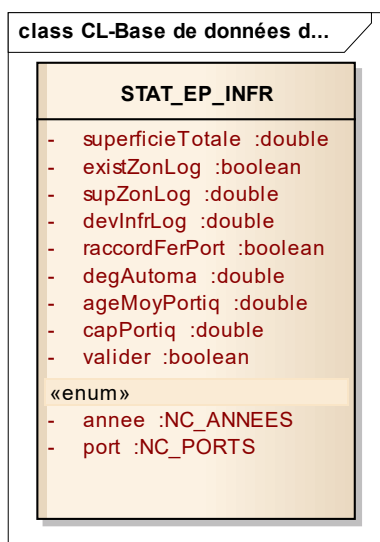 class CL-Base de données d...
STAT_EP_INFR
- superficieTotale :double
- existZonLog :boolean
- supZonLog :double
- devInfrLog :double
- raccordFerPort :boolean
- degAutoma :double
- ageMoyPortiq :double
- capPortiq :double
- valider :boolean
«enum»
- annee :NC_ANNEES
- port :NC_PORTS